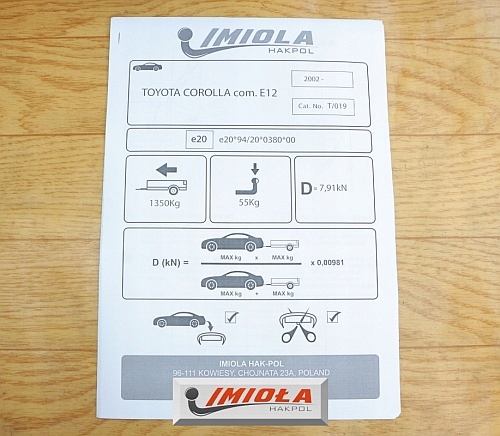 IMIOLA
HAKPOL
TOYOTA COROLLA com. E12
2002 -
Cat. No. T/019
e20 e20*94/20*0380*00
1350Kg
55Kg
D = 7,91kN
MAX kg x MAX kg
D (kN) = x 0,00981
MAX kg + MAX kg
IMIOLA HAK-POL
96-111 KOWIESY, CHOJNATA 23A, POLAND
IMIOŁA
HAKPOL